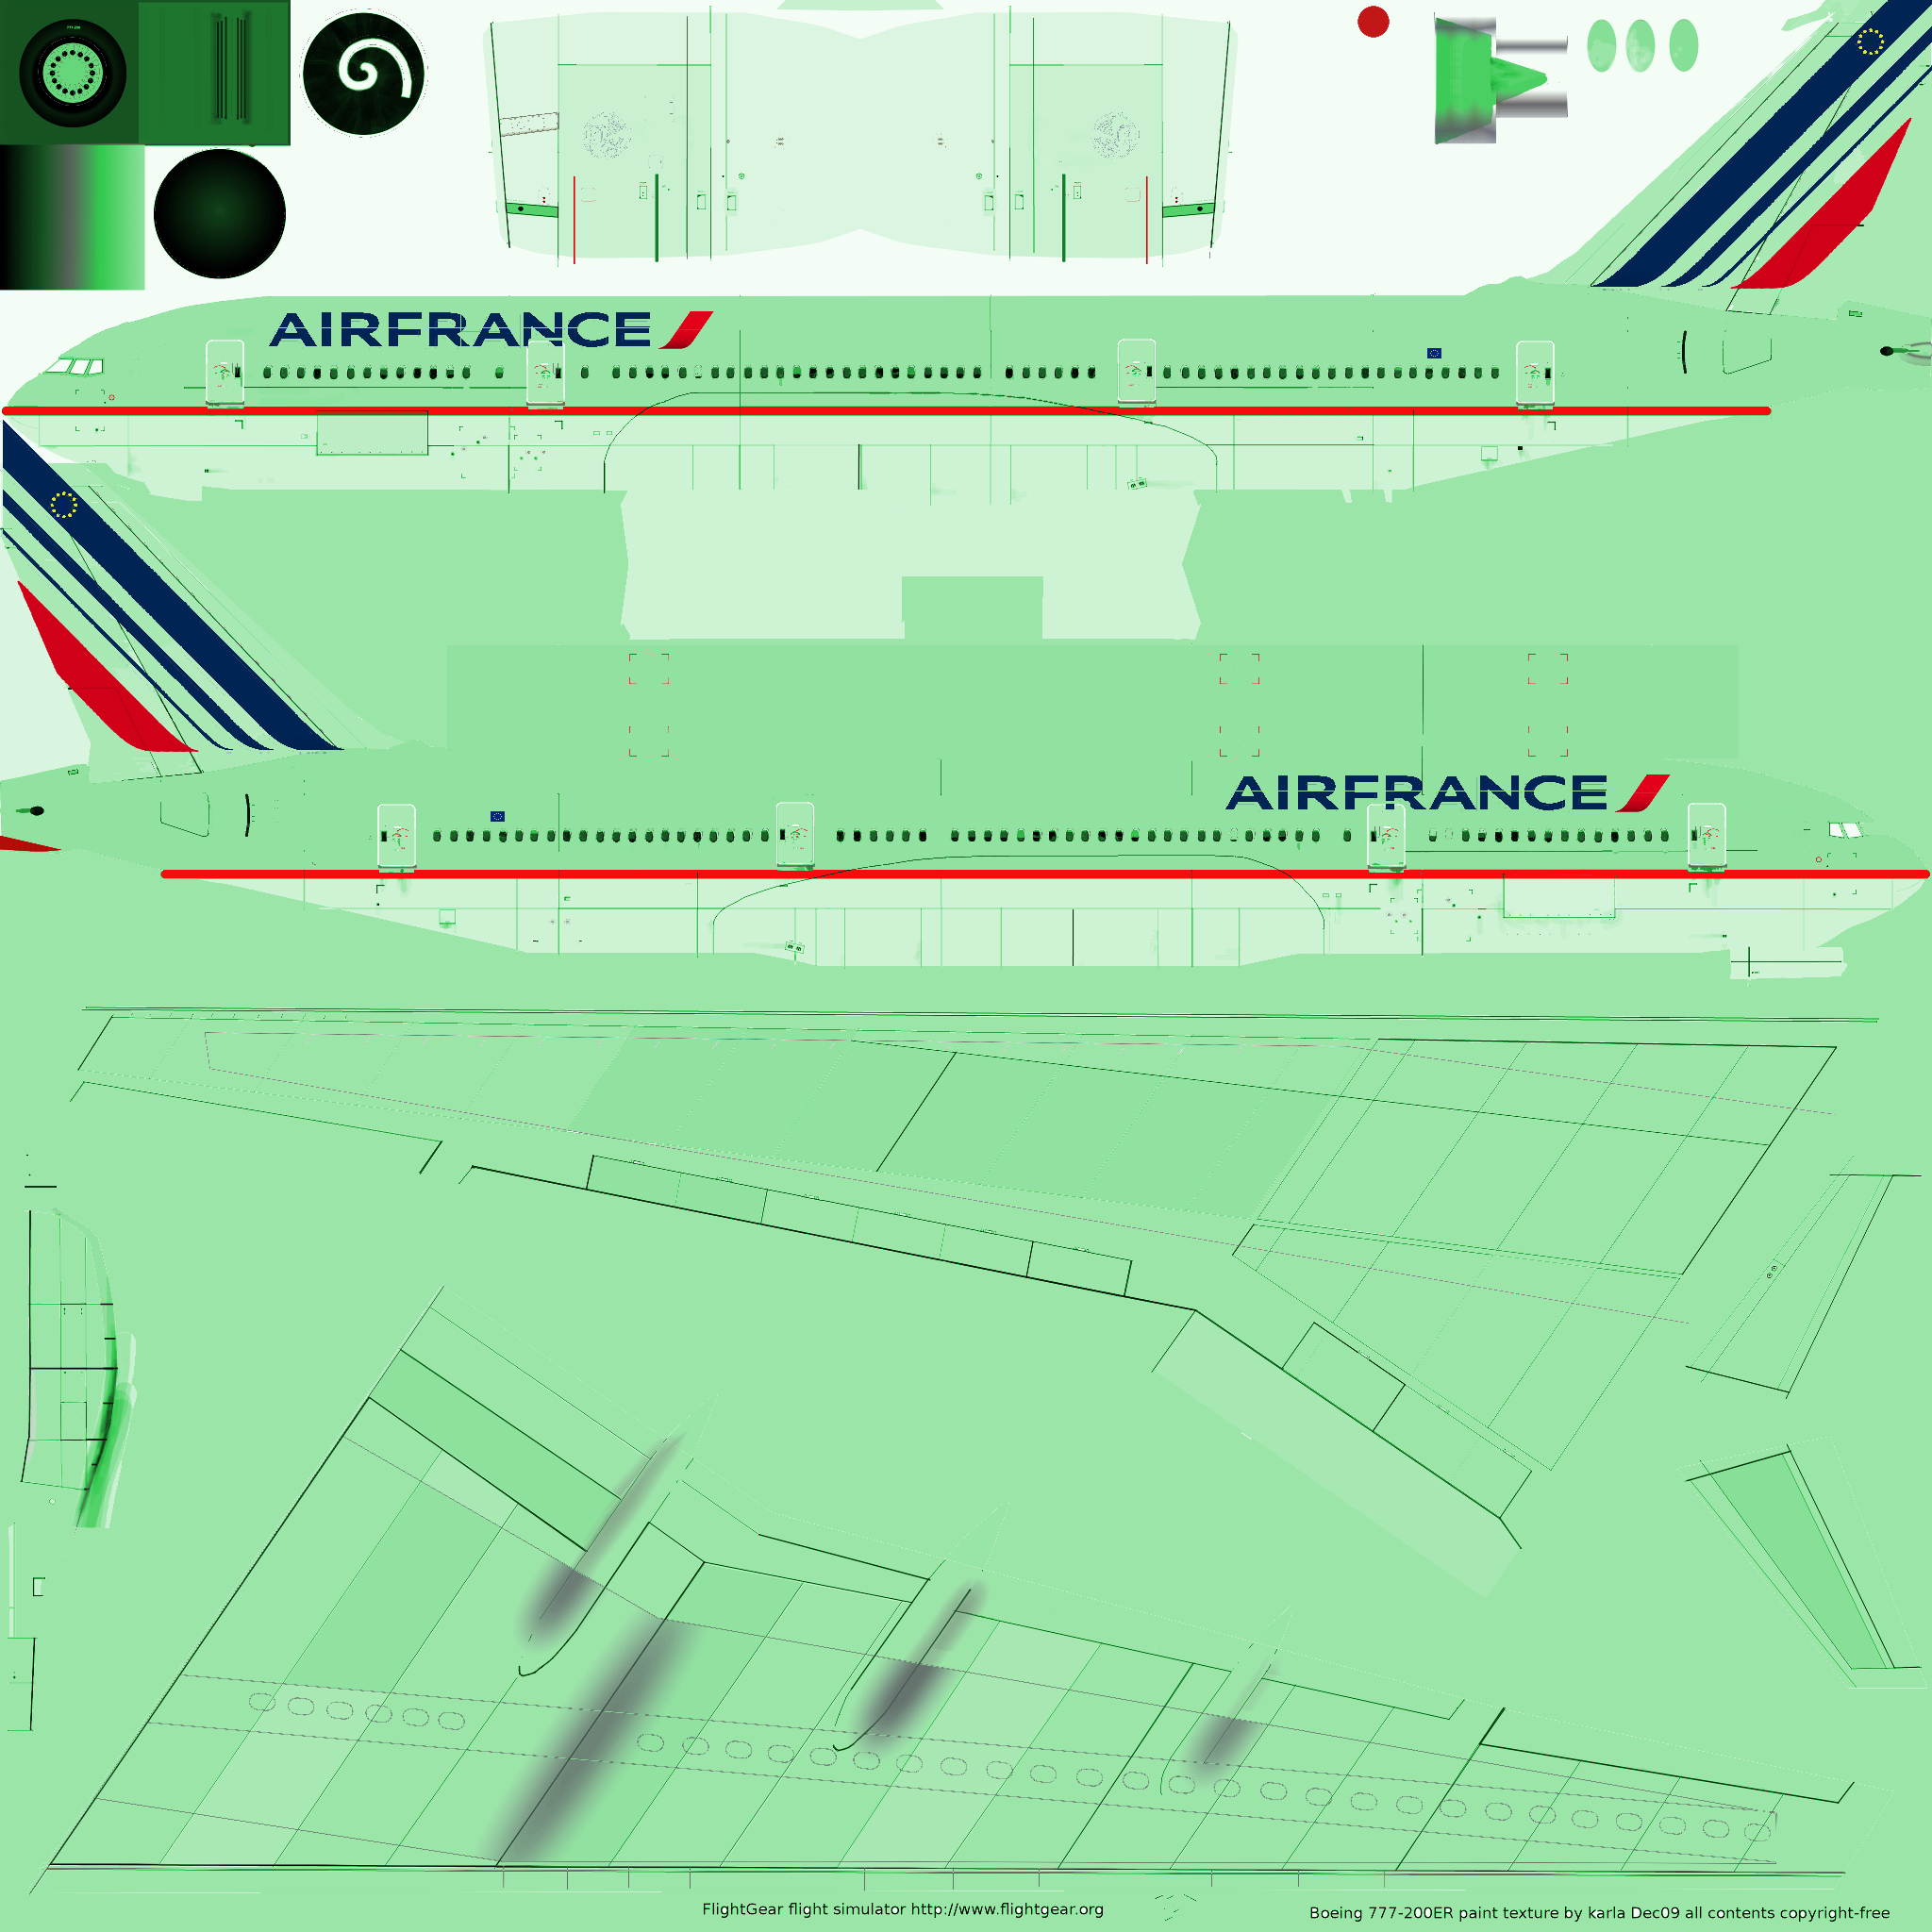 AIRFRANCE
AIRFRANCE
FlightGear flight simulator http://www.flightgear.org
Boeing 777-200ER paint texture by karla Dec09 all contents copyright-free